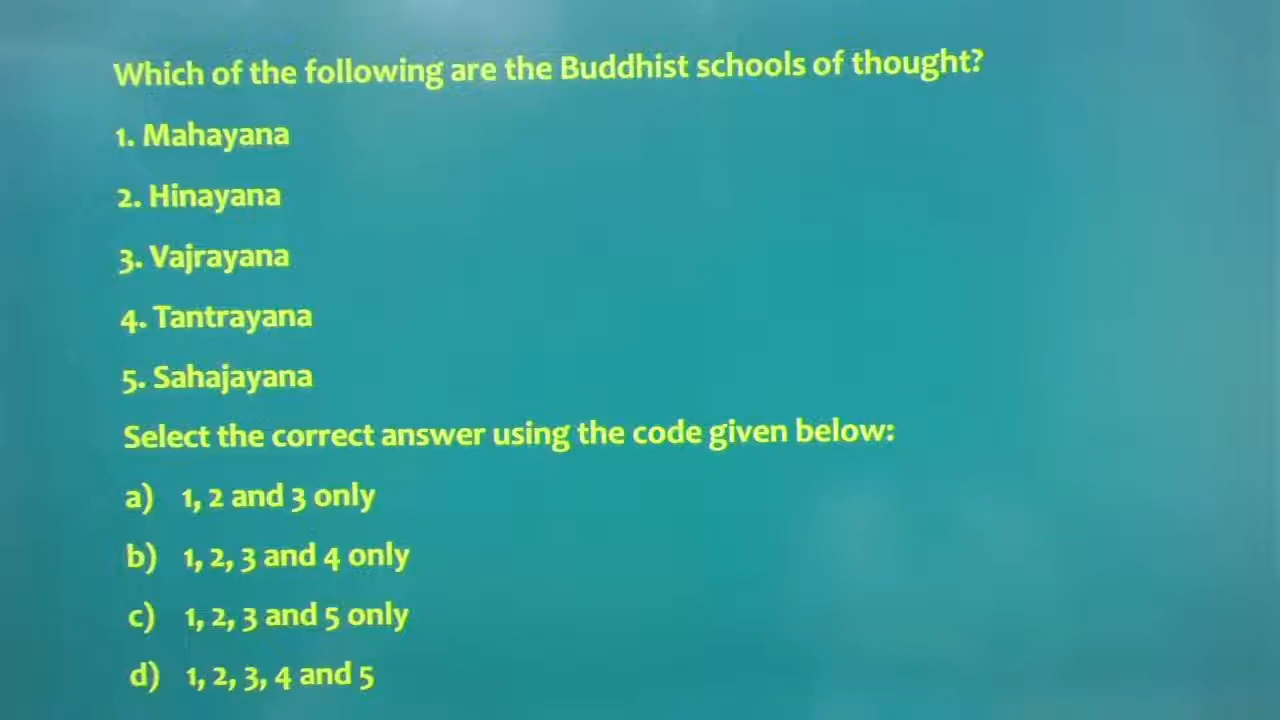 Which of the following are the Buddhist schools of thought?
1. Mahayana
2. Hinayana
3. Vajrayana
4. Tantrayana
5. Sahajayana
Select the correct answer using the code given below:
a) 1, 2 and 3 only
b) 1, 2, 3 and 4 only
c) 1, 2, 3 and 5 only
d) 1, 2, 3, 4 and 5